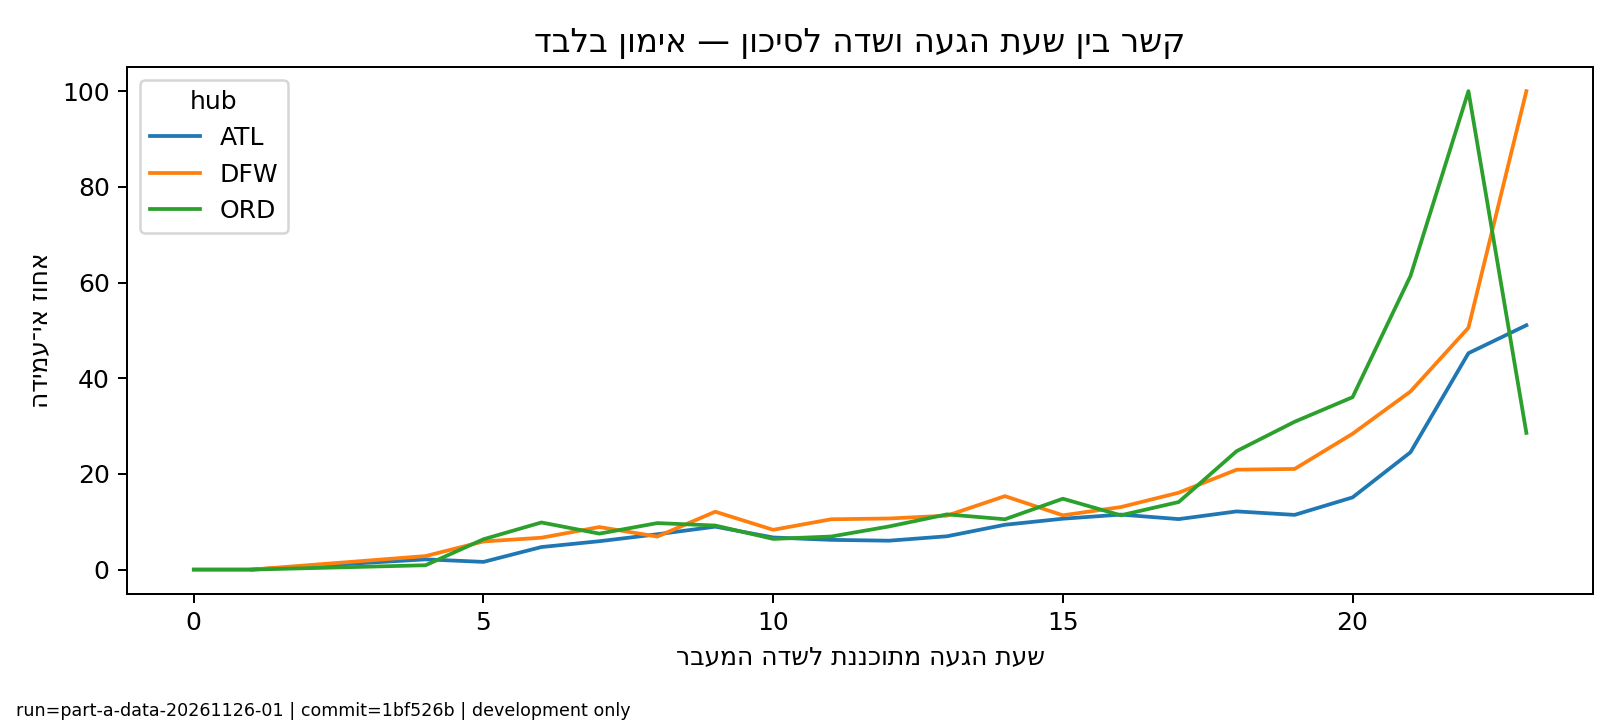 קשר בין שעת הגעה ושדה לסיכון — אימון בלבד
hub
ATL
DFW
ORD
אחוז אי־עמידה
100
80
60
40
20
0
0 5 10 15 20
שעת הגעה מתוכננת לשדה המעבר
run=part-a-data-20261126-01 | commit=1bf526b | development only